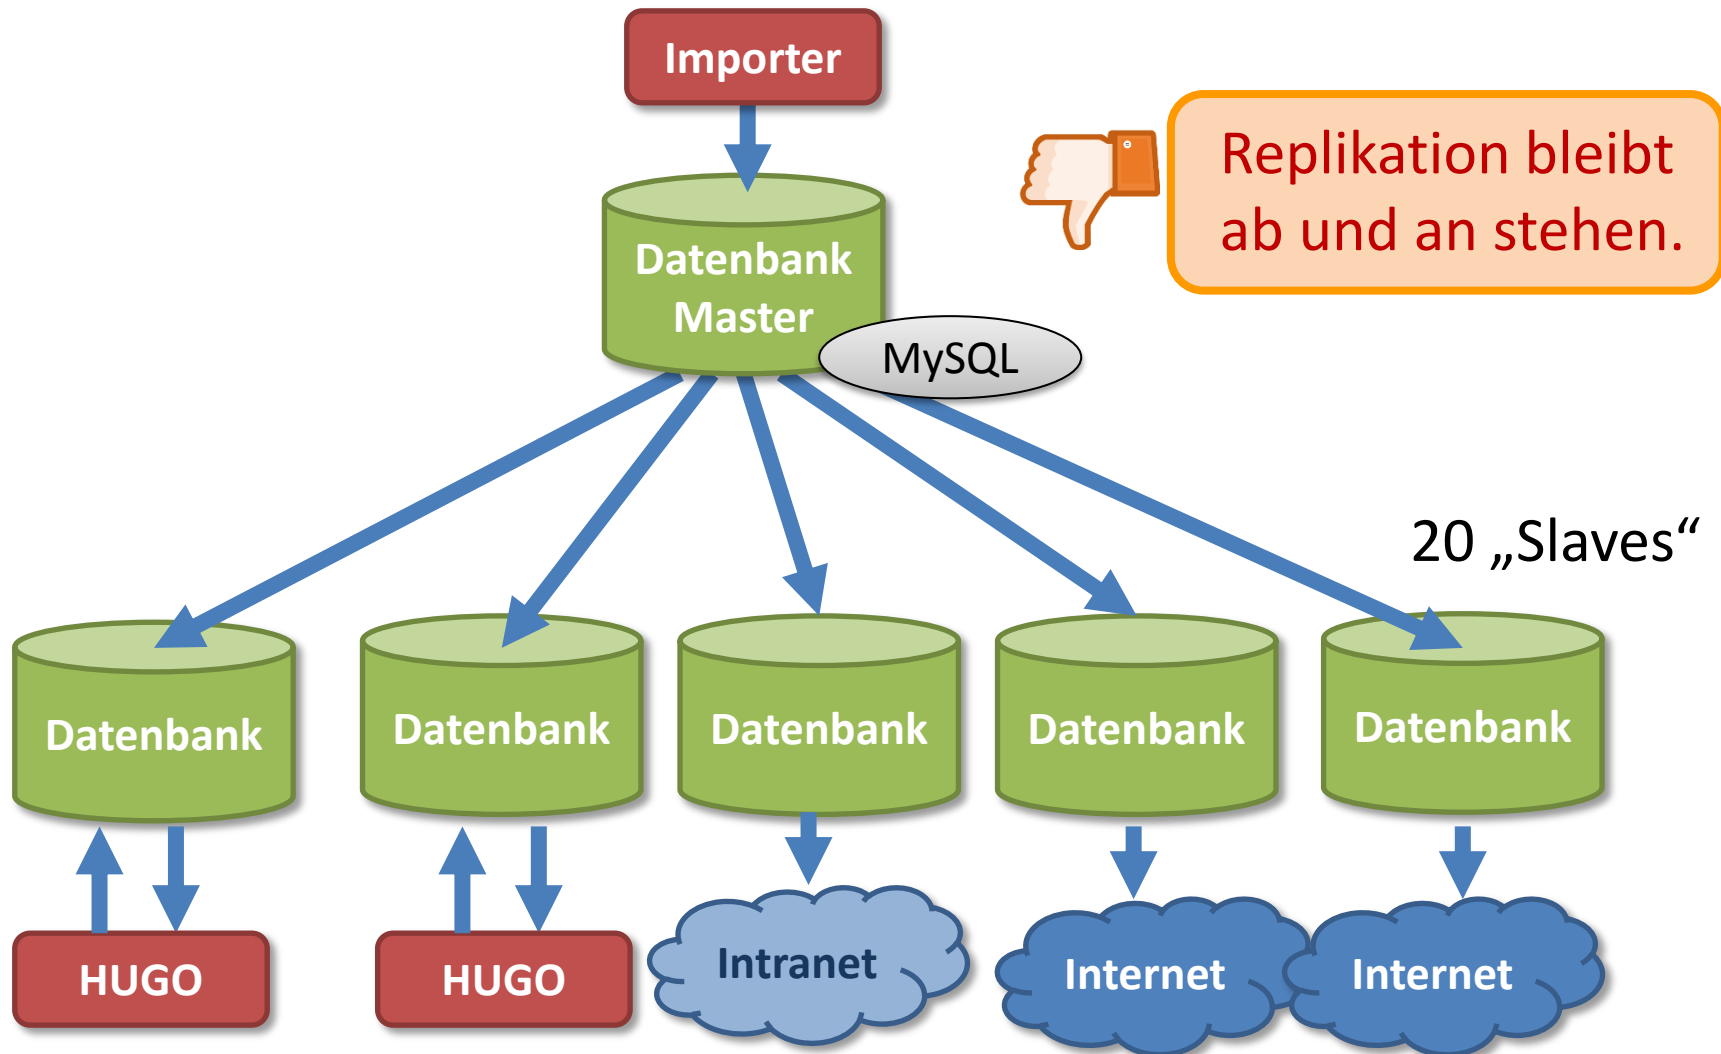 Importer
Replikation bleibt
ab und an stehen.
Datenbank
Master
MySQL
20 „Slaves“
Datenbank
Datenbank
Datenbank
Datenbank
Datenbank
HUGO
HUGO
Intranet
Internet
Internet